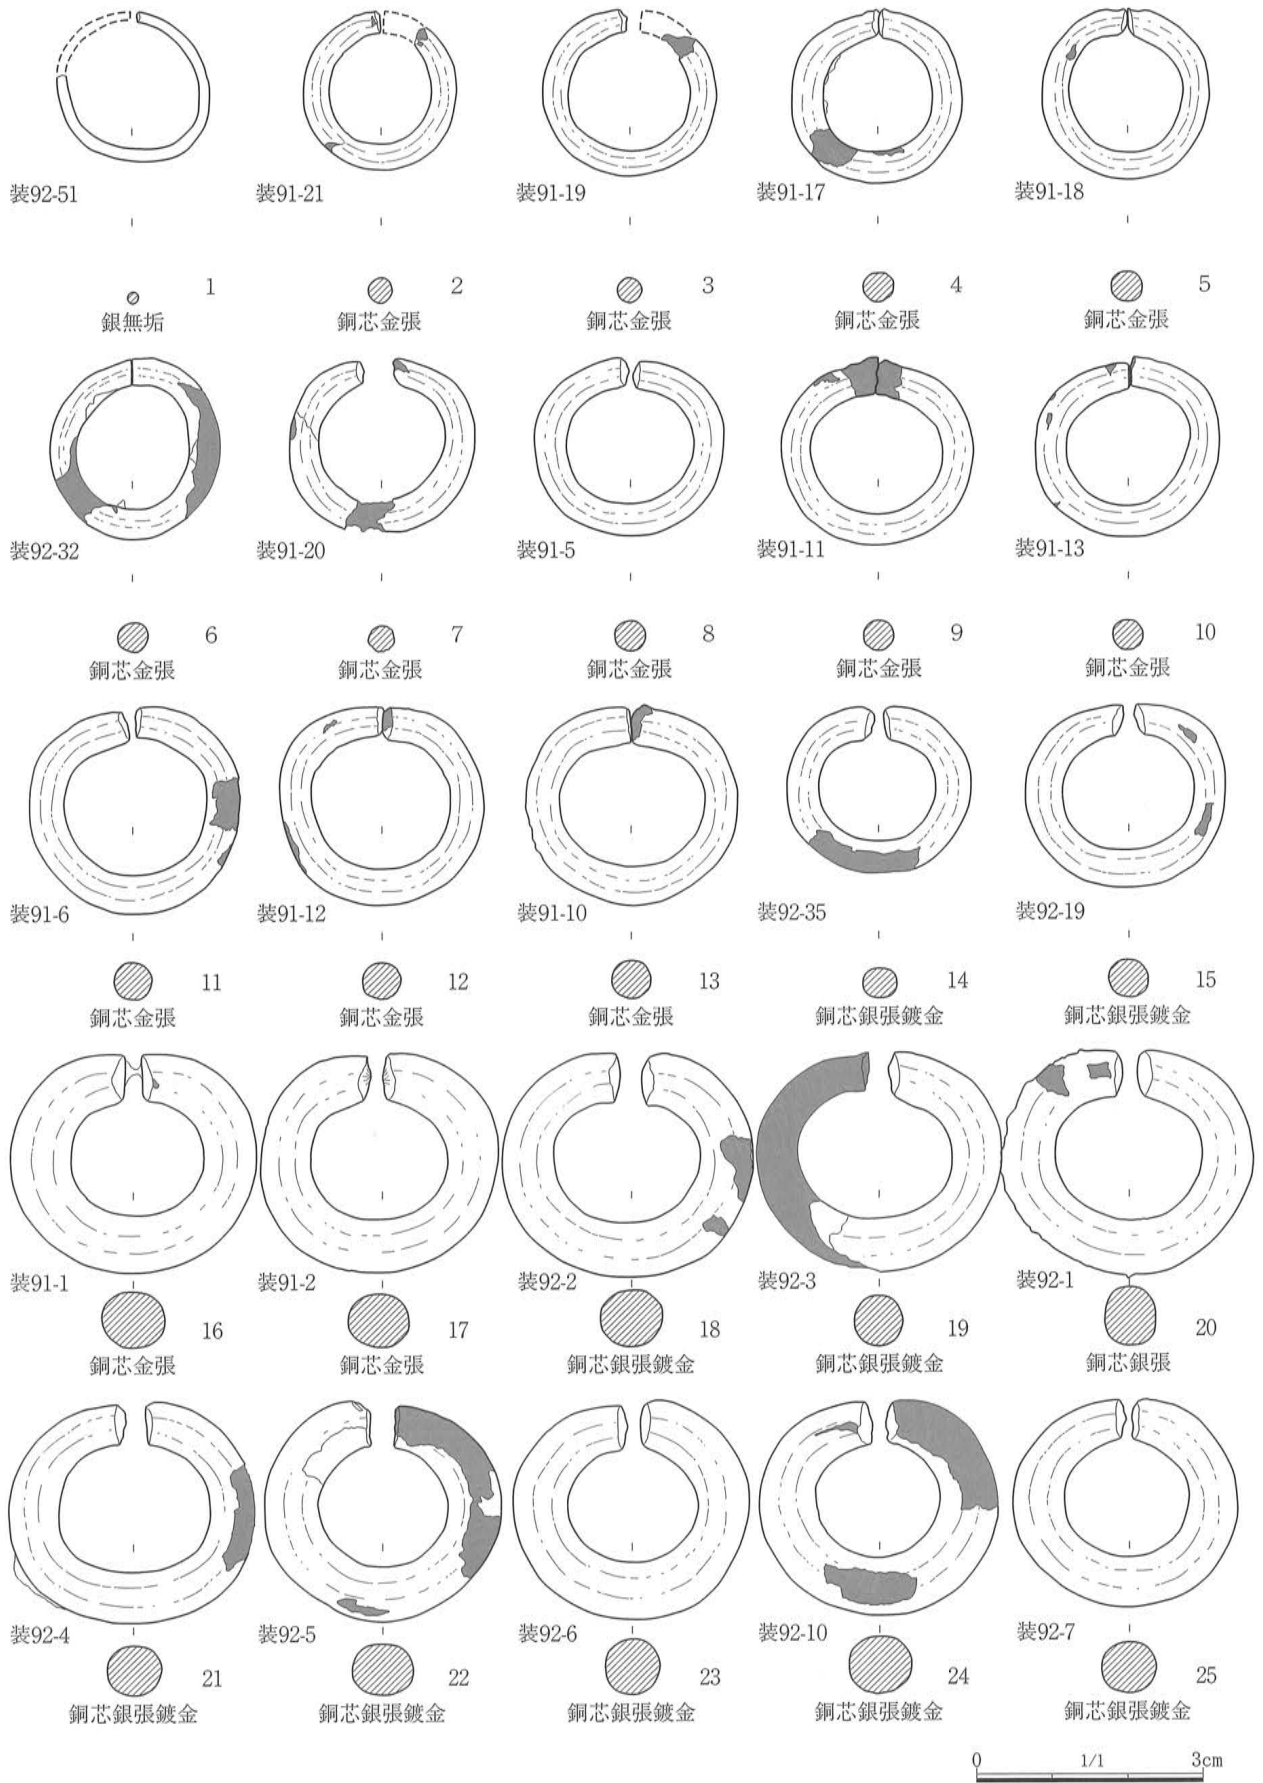 装92-51
装91-21
装91-19
装91-17
装91-18
1
2
3
4
5
銀無垢
銅芯金張
銅芯金張
銅芯金張
銅芯金張
装92-32
装91-20
装91-5
装91-11
装91-13
6
7
8
9
10
銅芯金張
銅芯金張
銅芯金張
銅芯金張
銅芯金張
装91-6
装91-12
装91-10
装92-35
装92-19
11
12
13
14
15
銅芯金張
銅芯金張
銅芯金張
銅芯銀張鍍金
銅芯銀張鍍金
装91-1
装91-2
装92-2
装92-3
装92-1
16
17
18
19
20
銅芯金張
銅芯金張
銅芯銀張鍍金
銅芯銀張鍍金
銅芯銀張
装92-4
装92-5
装92-6
装92-10
装92-7
21
22
23
24
25
銅芯銀張鍍金
銅芯銀張鍍金
銅芯銀張鍍金
銅芯銀張鍍金
銅芯銀張鍍金
0 1/1 3cm